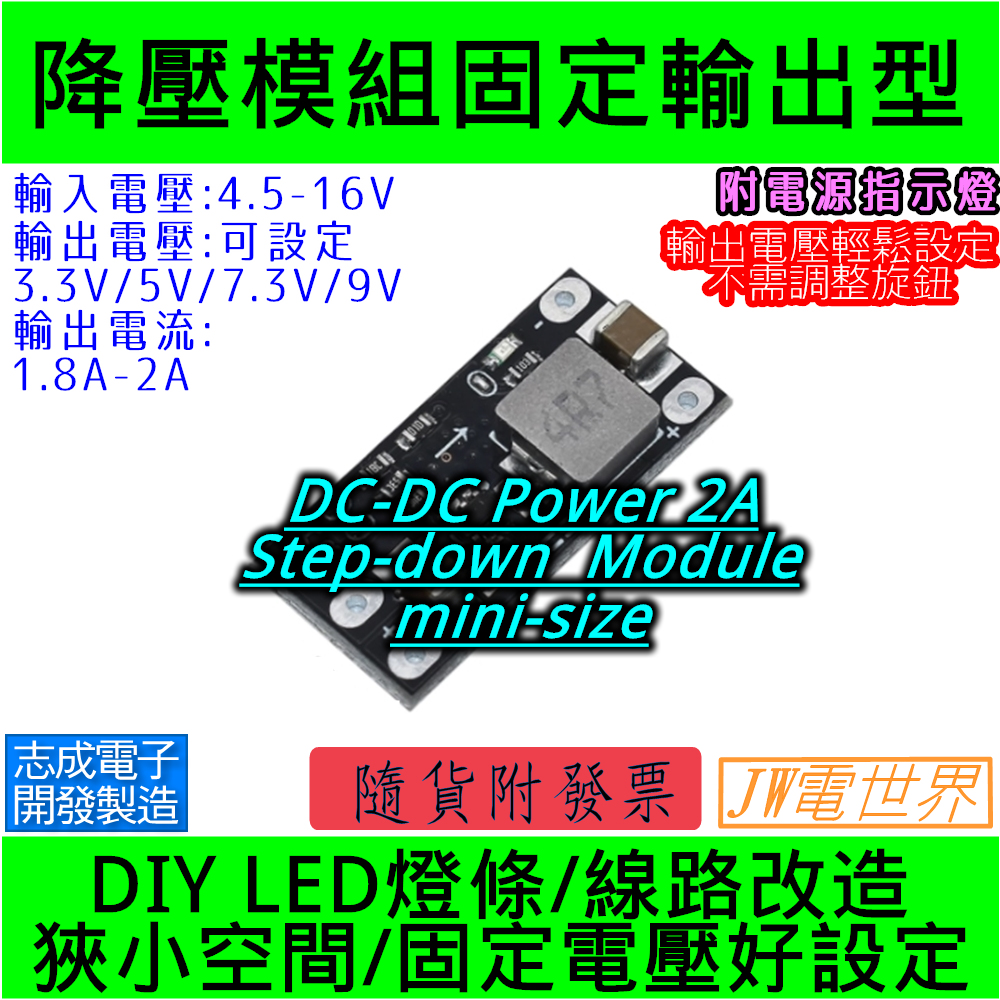 降壓模組固定輸出型
輸入電壓:4.5-16V
輸出電壓:可設定
3.3V/5V/7.3V/9V
輸出電流:
1.8A-2A
附電源指示燈
輸出電壓輕鬆設定
不需調整旋鈕
-
103
4R7
+
01D
DC-DC Power 2A
Step-down Module
mini-size
+
-
志成電子
開發製造
隨貨附發票
JW電世界
DIY LED燈條/線路改造
狹小空間/固定電壓好設定